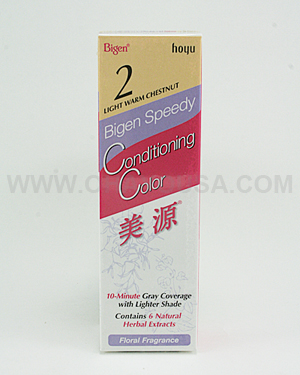 Bigen® hoyu
2
LIGHT WARM CHESTNUT
Bigen Speedy
Conditioning
Color
美源
10-Minute Gray Coverage
with Lighter Shade
Contains 6 Natural
Herbal Extracts
Floral Fragrance